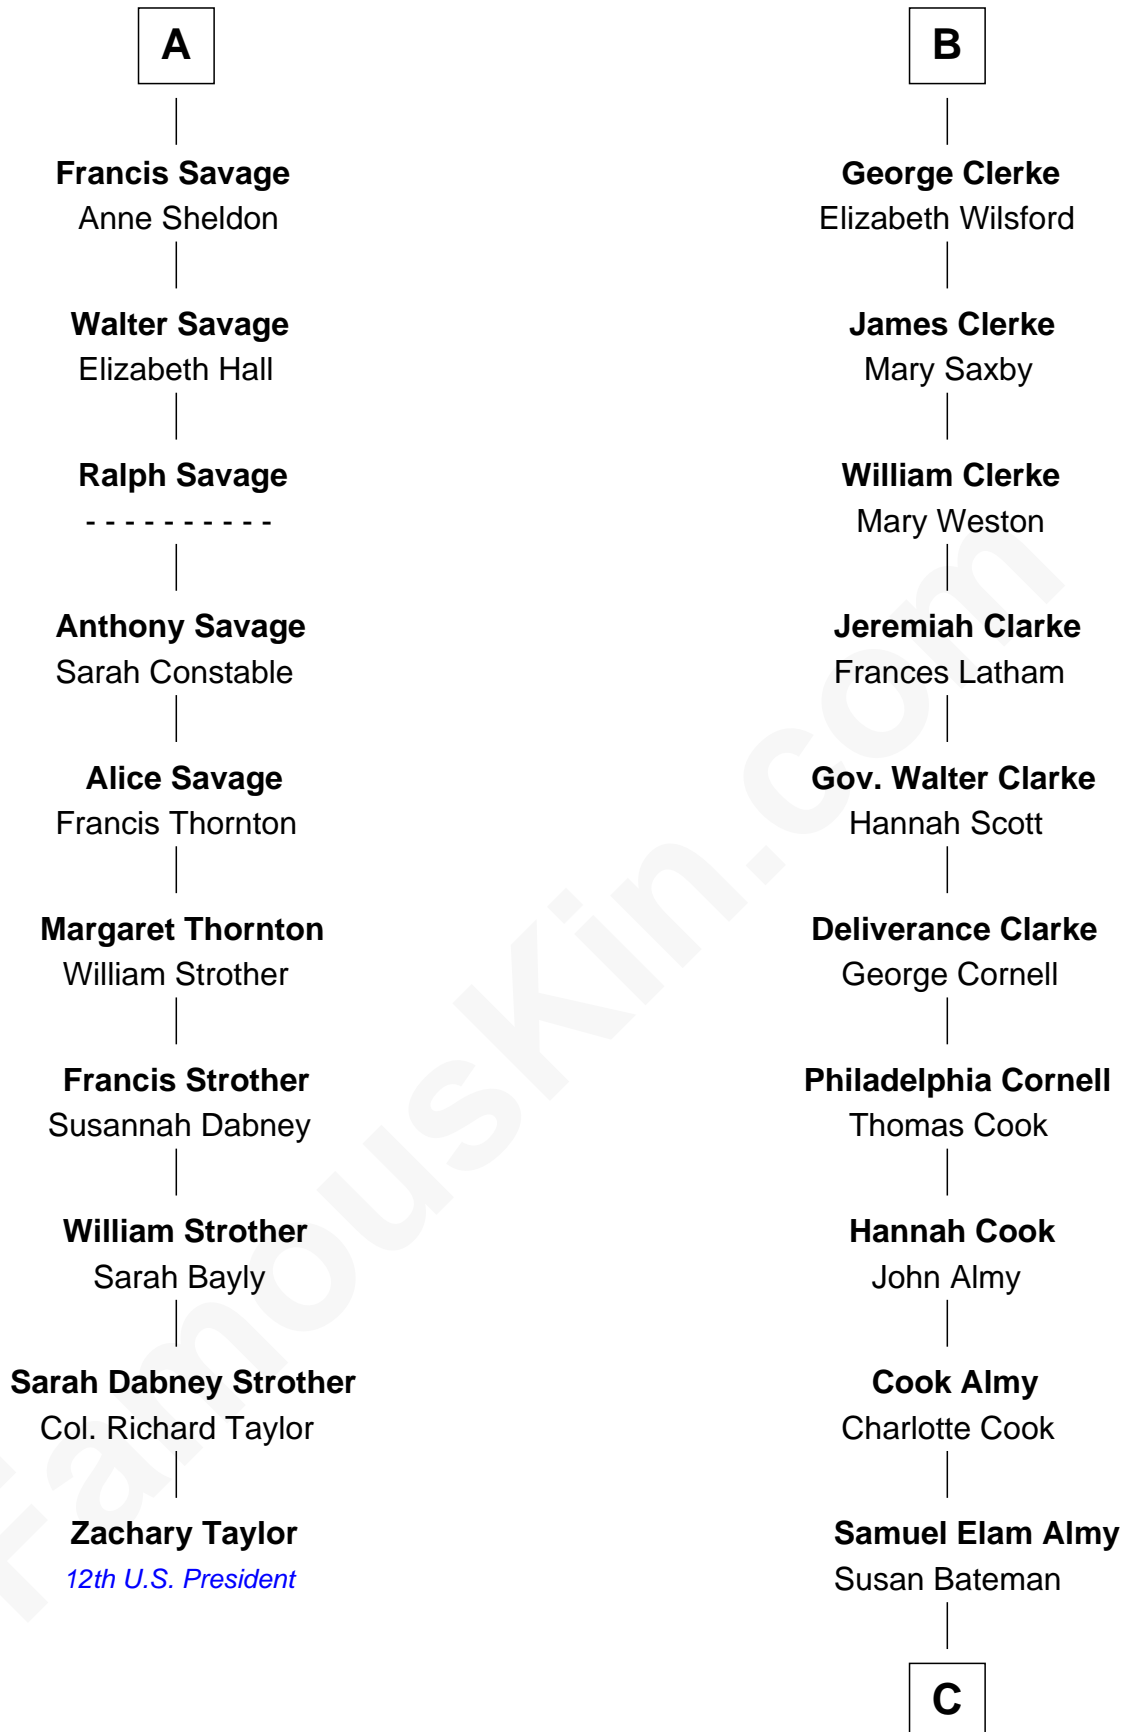 A
Francis Savage
Anne Sheldon
Walter Savage
Elizabeth Hall
Ralph Savage
- - - - - - - - - -
Anthony Savage
Sarah Constable
Alice Savage
Francis Thornton
Margaret Thornton
William Strother
Francis Strother
Susannah Dabney
William Strother
Sarah Bayly
Sarah Dabney Strother
Col. Richard Taylor
Zachary Taylor
12th U.S. President
B
George Clerke
Elizabeth Wilsford
James Clerke
Mary Saxby
William Clerke
Mary Weston
Jeremiah Clarke
Frances Latham
Gov. Walter Clarke
Hannah Scott
Deliverance Clarke
George Cornell
Philadelphia Cornell
Thomas Cook
Hannah Cook
John Almy
Cook Almy
Charlotte Cook
Samuel Elam Almy
Susan Bateman
C
FamousKin.com